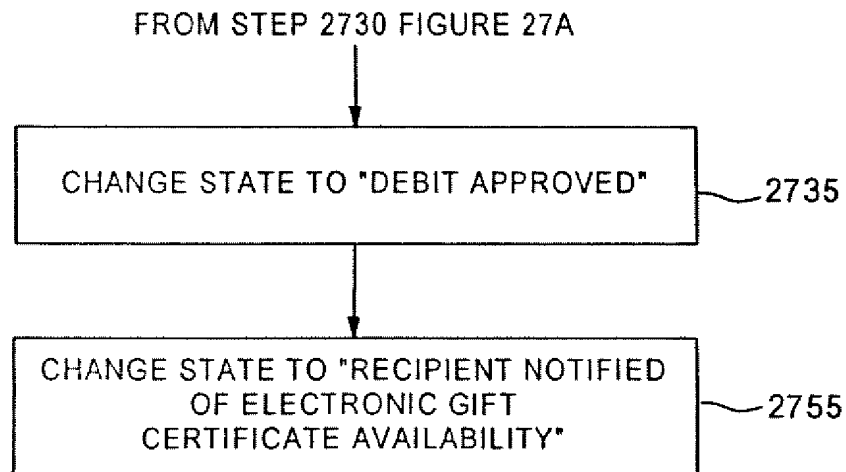 FROM STEP 2730 FIGURE 27A
CHANGE STATE TO "DEBIT APPROVED"
2735
CHANGE STATE TO "RECIPIENT NOTIFIED
OF ELECTRONIC GIFT
CERTIFICATE AVAILABILITY"
2755